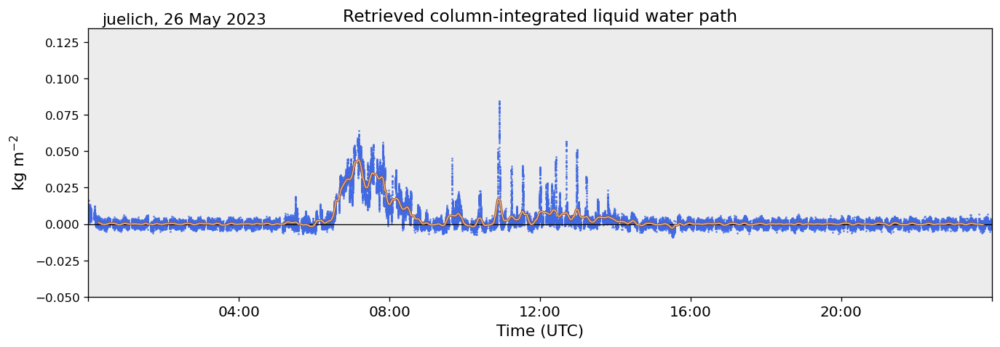 juelich, 26 May 2023
Retrieved column-integrated liquid water path
kg m⁻²
0.125
0.100
0.075
0.050
0.025
0.000
−0.025
−0.050
04:00 08:00 12:00 16:00 20:00
Time (UTC)